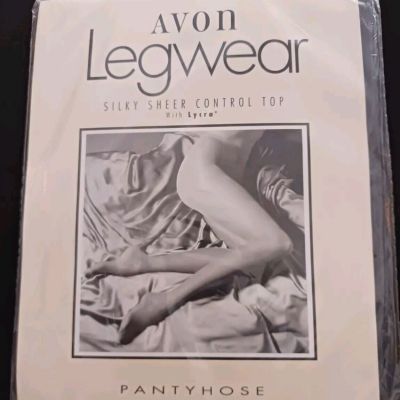 AVON
Legwear
SILKY SHEER CONTROL TOP
With Lycra®
PANTYHOSE